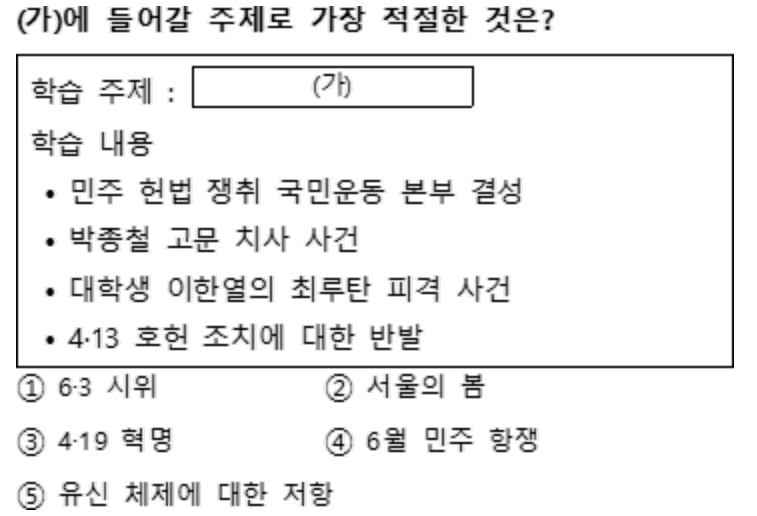 (가)에 들어갈 주제로 가장 적절한 것은?
학습 주제 : (가)
학습 내용
• 민주 헌법 쟁취 국민운동 본부 결성
• 박종철 고문 치사 사건
• 대학생 이한열의 최루탄 피격 사건
• 4·13 호헌 조치에 대한 반발
① 6·3 시위 ② 서울의 봄
③ 4·19 혁명 ④ 6월 민주 항쟁
⑤ 유신 체제에 대한 저항